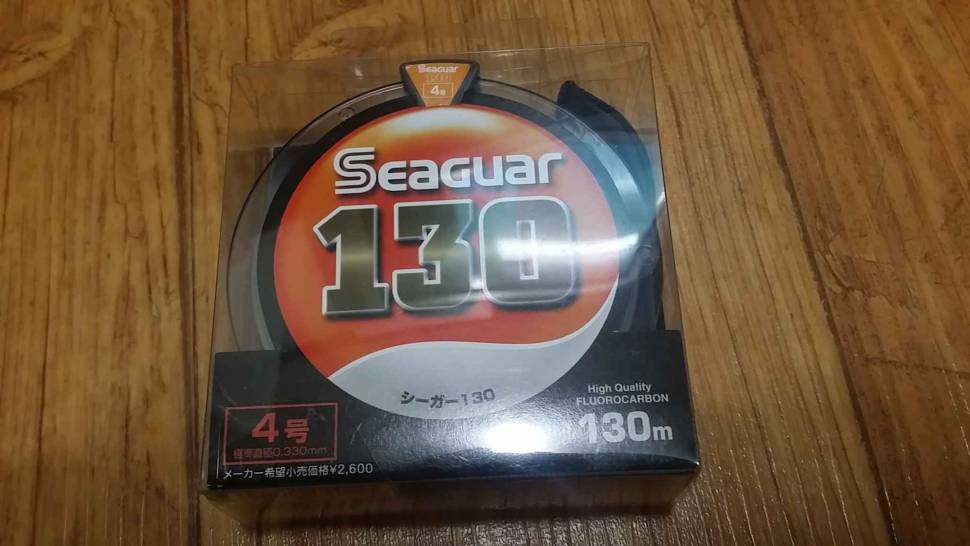 Seaguar
4号
Seaguar
130
シーガー130
High Quality
FLUOROCARBON
130m
4号
標準直径0.330mm
メーカー希望小売価格¥2,600